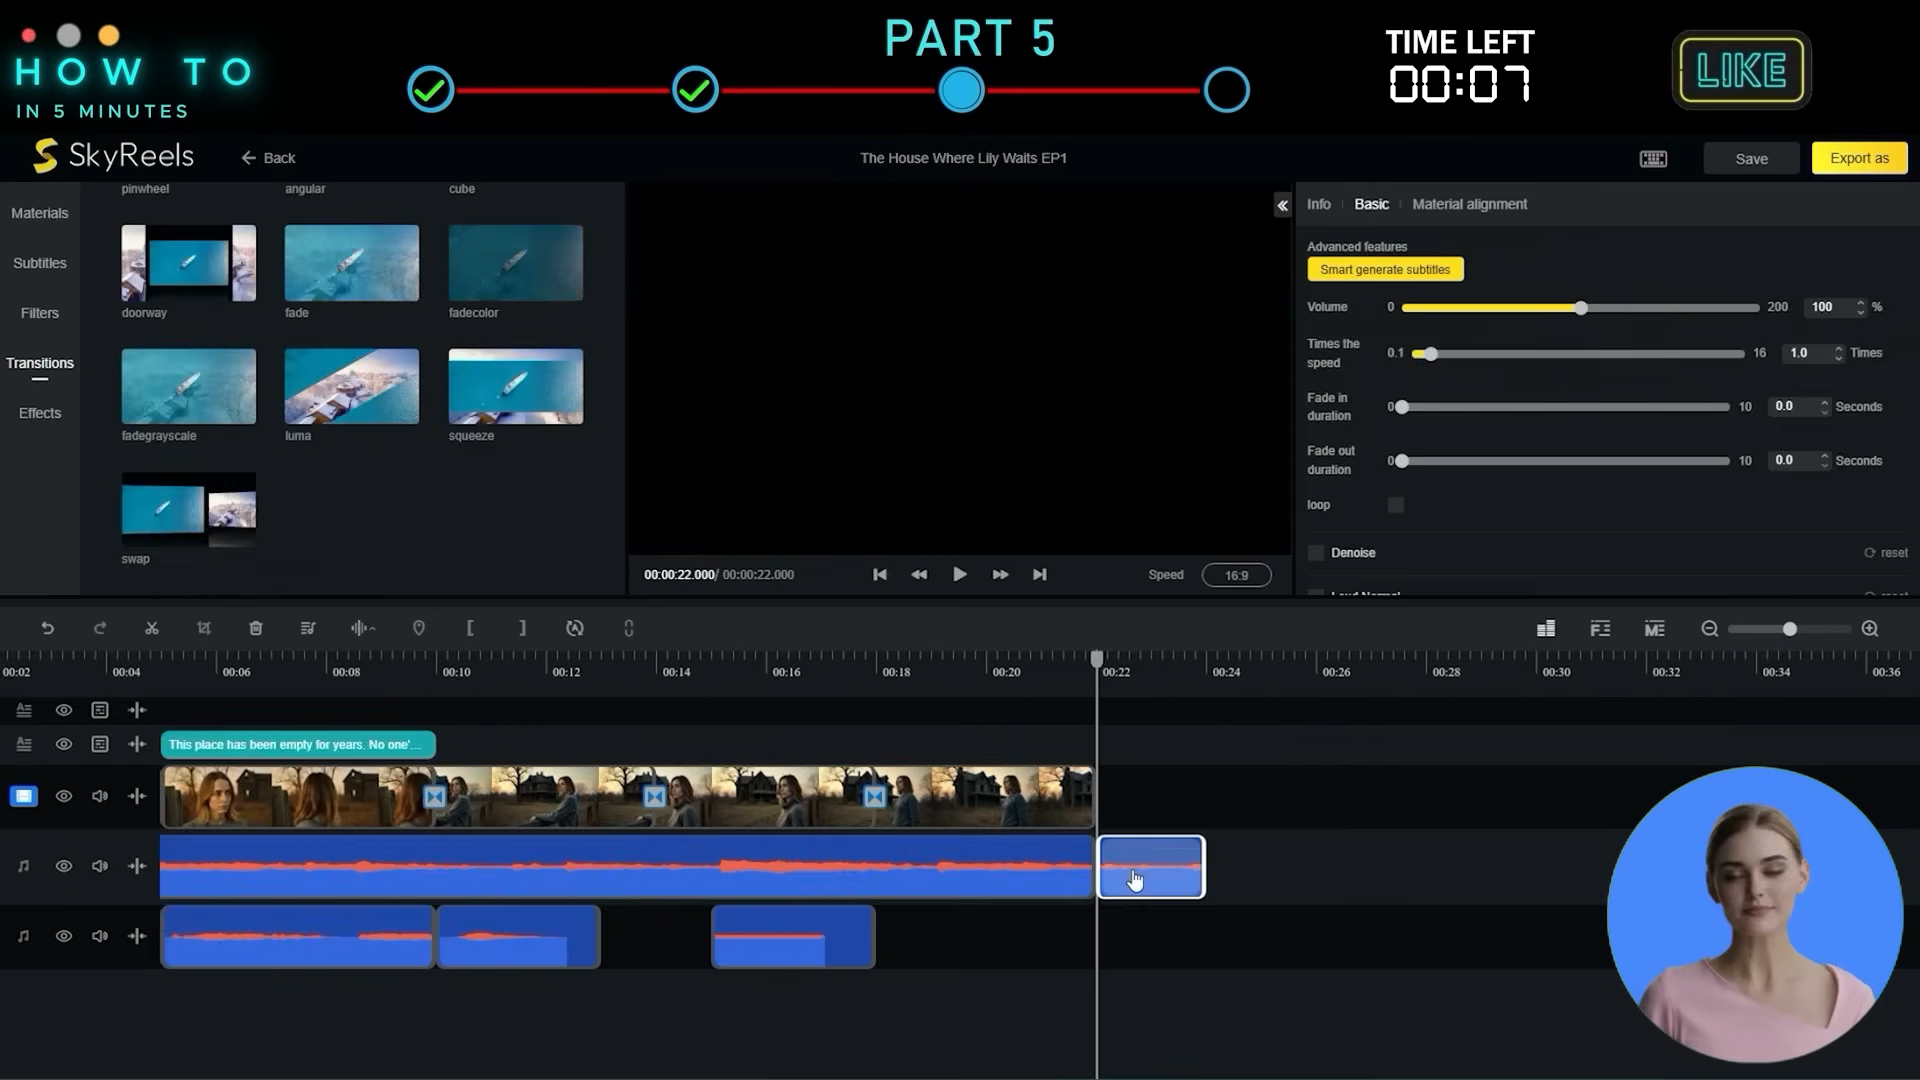 HOW TO
IN 5 MINUTES
PART 5
TIME LEFT
00:07
LIKE
SkyReels
Back
The House Where Lily Waits EP1
Save
Export as
Materials
Subtitles
Filters
Transitions
Effects
pinwheel
angular
cube
doorway
fade
fadecolor
fadegrayscale
luma
squeeze
swap
00:00:22.000/ 00:00:22.000
Speed
16:9
Info
Basic
Material alignment
Advanced features
Smart generate subtitles
Volume 0 200 100 %
Times the speed 0.1 16 1.0 Times
Fade in duration 0 10 0.0 Seconds
Fade out duration 0 10 0.0 Seconds
loop
Denoise reset
00:02 00:04 00:06 00:08 00:10 00:12 00:14 00:16 00:18 00:20 00:22 00:24 00:26 00:28 00:30 00:32 00:34 00:36
This place has been empty for years. No one'...